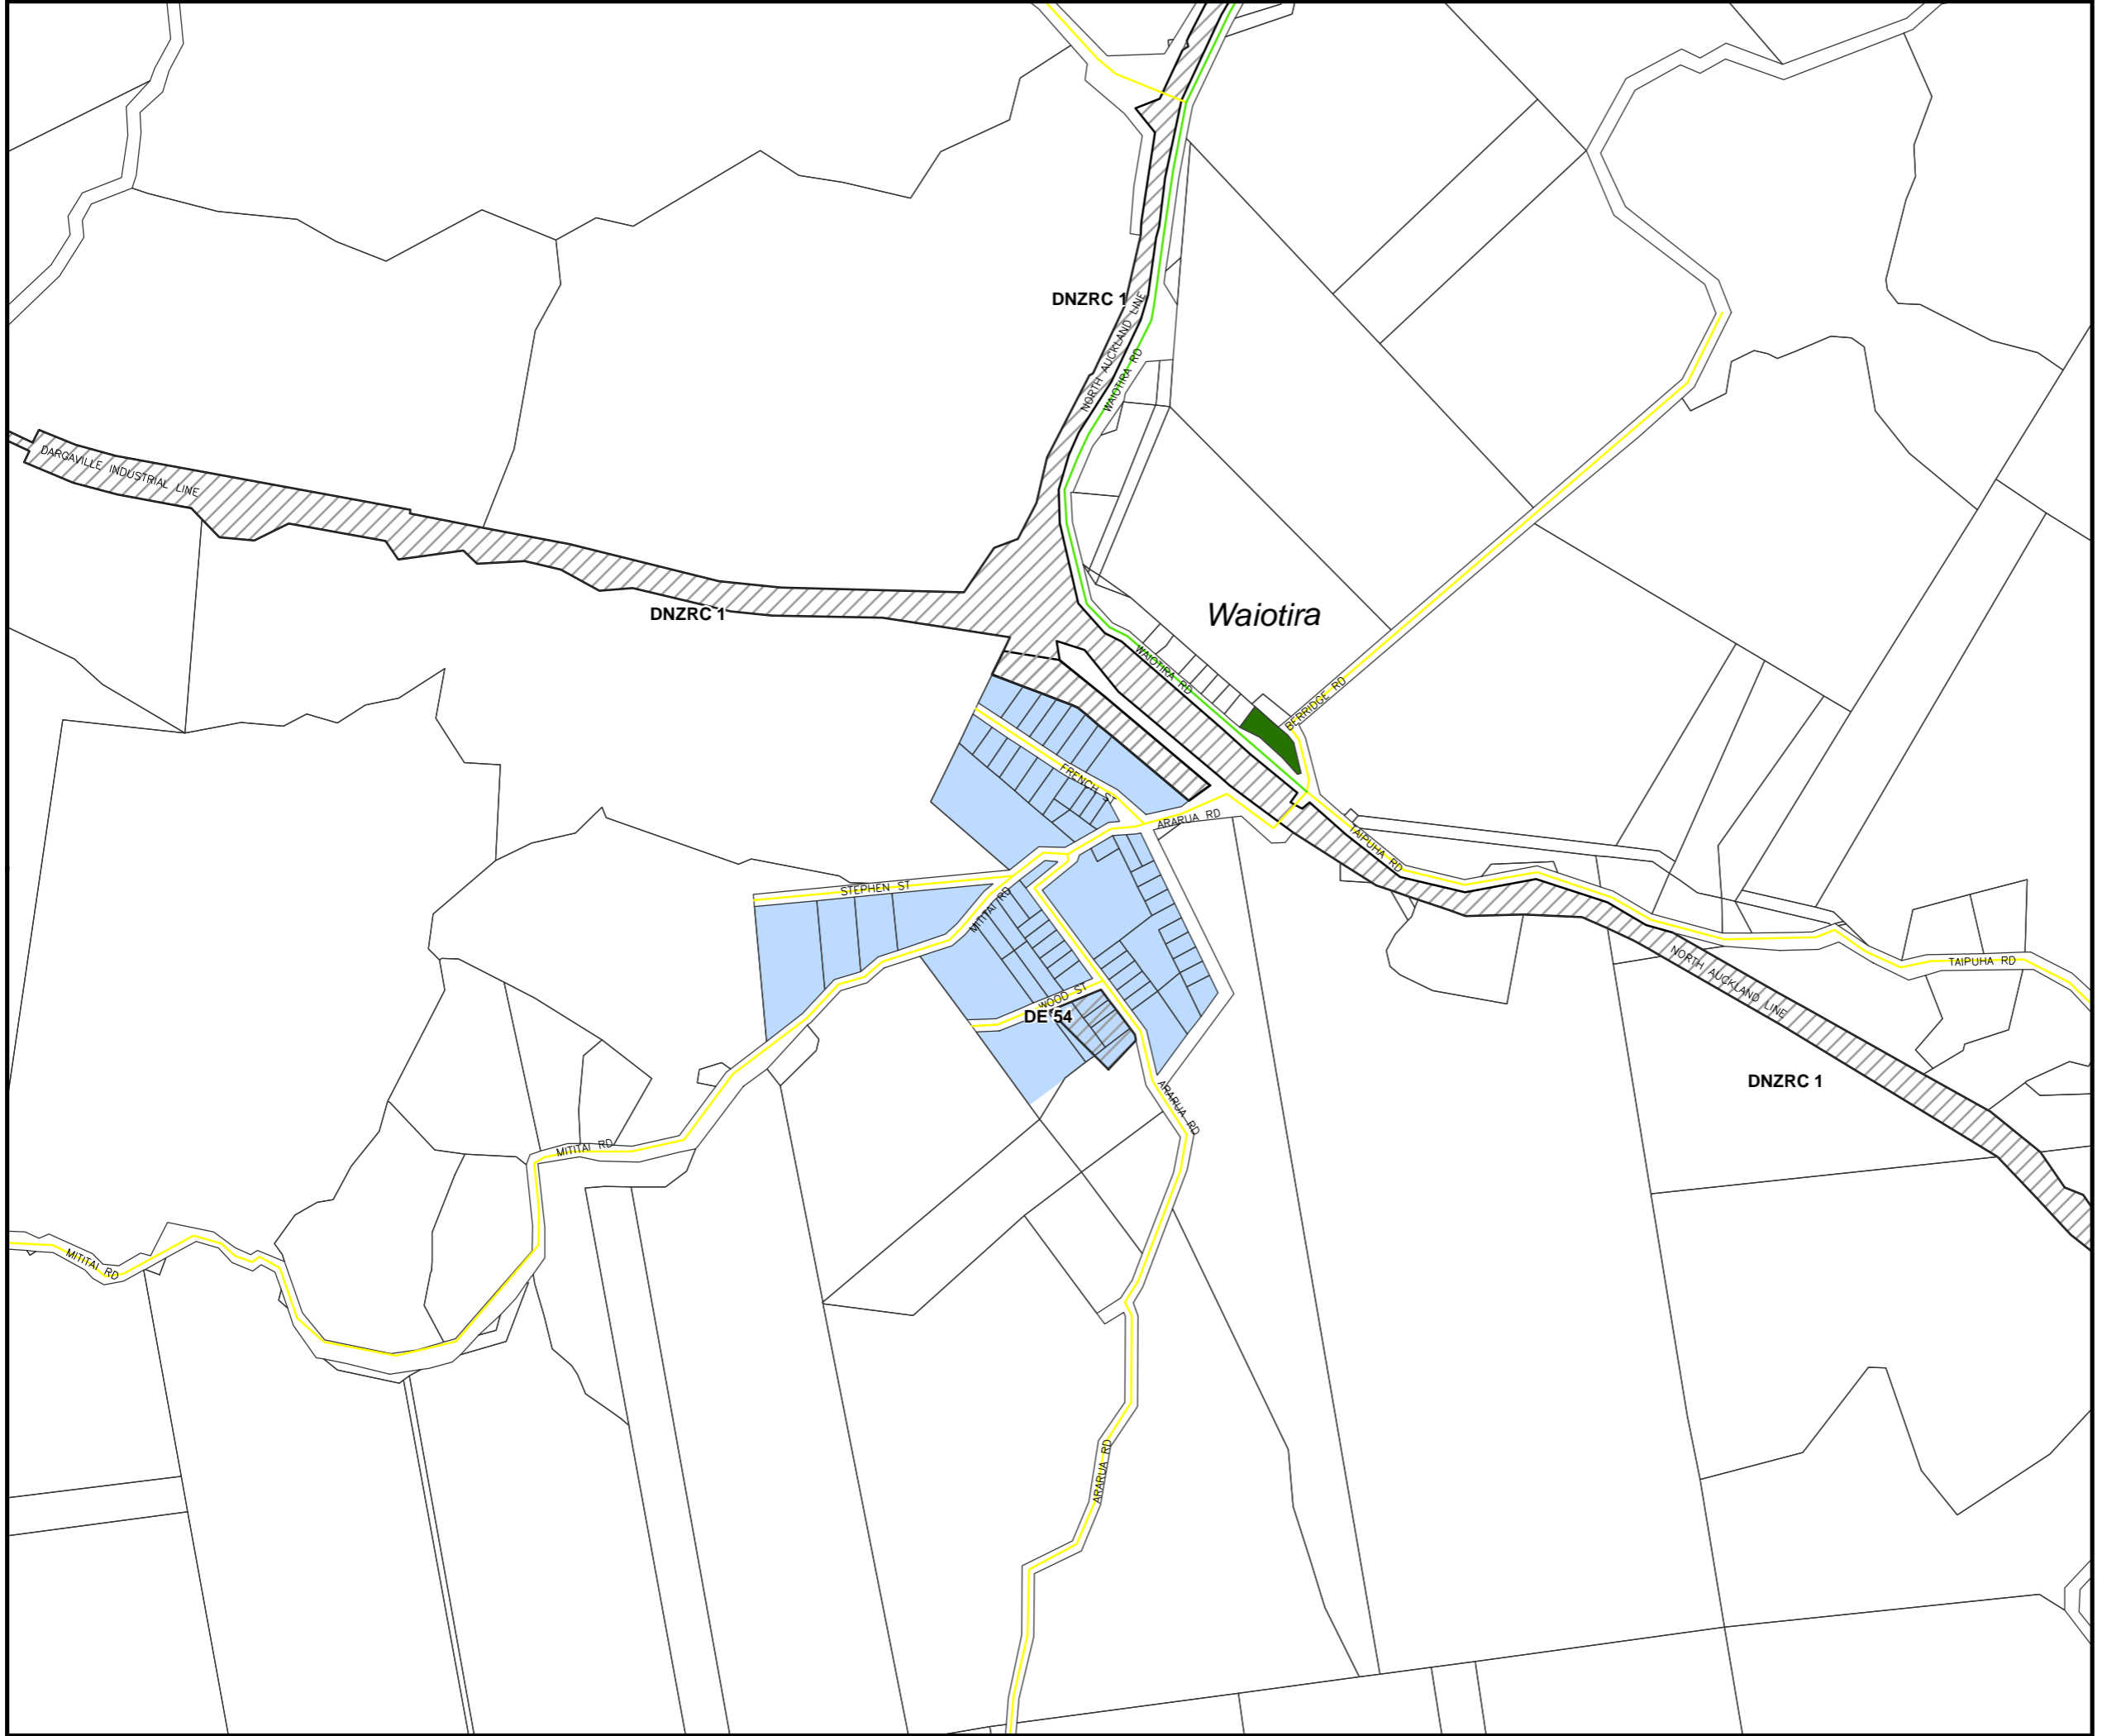 DNZRC 1
NORTH AUCKLAND LINE
WAIOTIRA RD
DARGAVILLE INDUSTRIAL LINE
DNZRC 1
Waiotira
WAIOTIRA RD
BERRIDGE RD
FRENCH ST
ARARUA RD
TAIPUHA RD
STEPHEN ST
MITITAI RD
TAIPUHA RD
NORTH AUCKLAND LINE
WOOD ST
DE 54
DNZRC 1
ARARUA RD
MITITAI RD
MITITAI RD
ARARUA RD